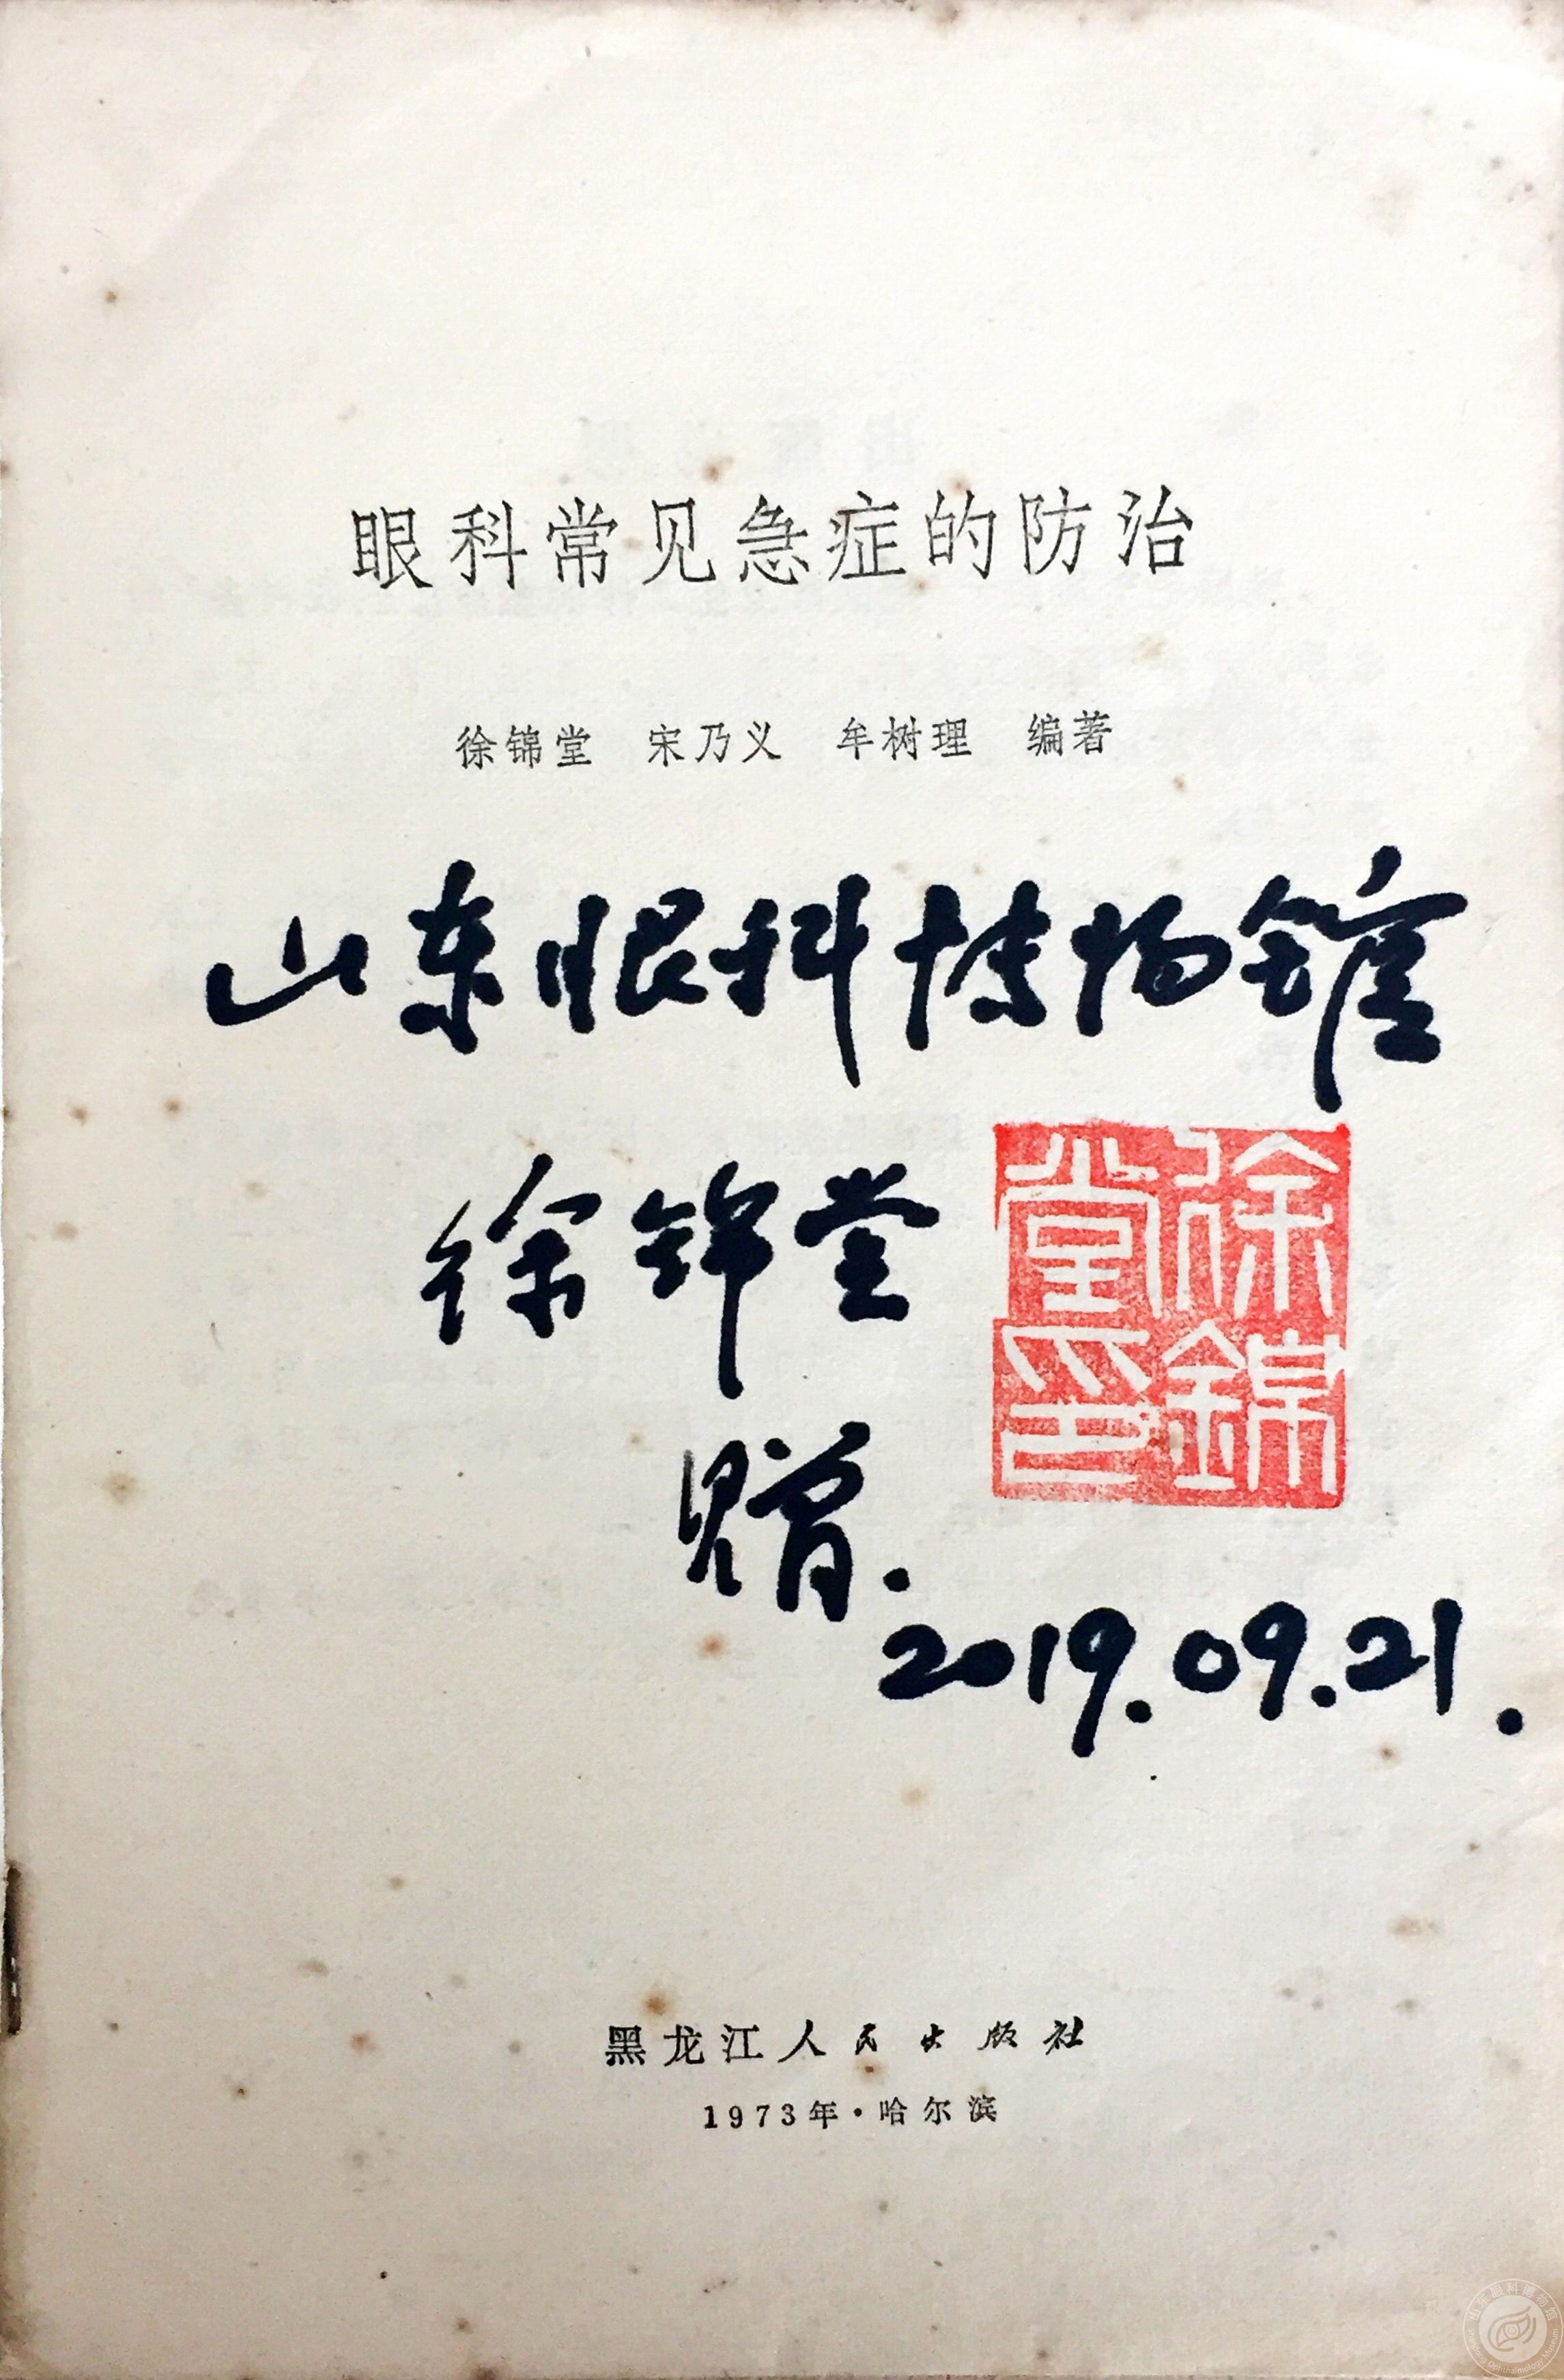 眼科常见急症的防治
徐锦堂 宋乃义 牟树理 编著
山东眼科博物馆
徐锦堂
徐锦堂印
赠.
2019.09.21.
黑龙江人民出版社
1973年·哈尔滨